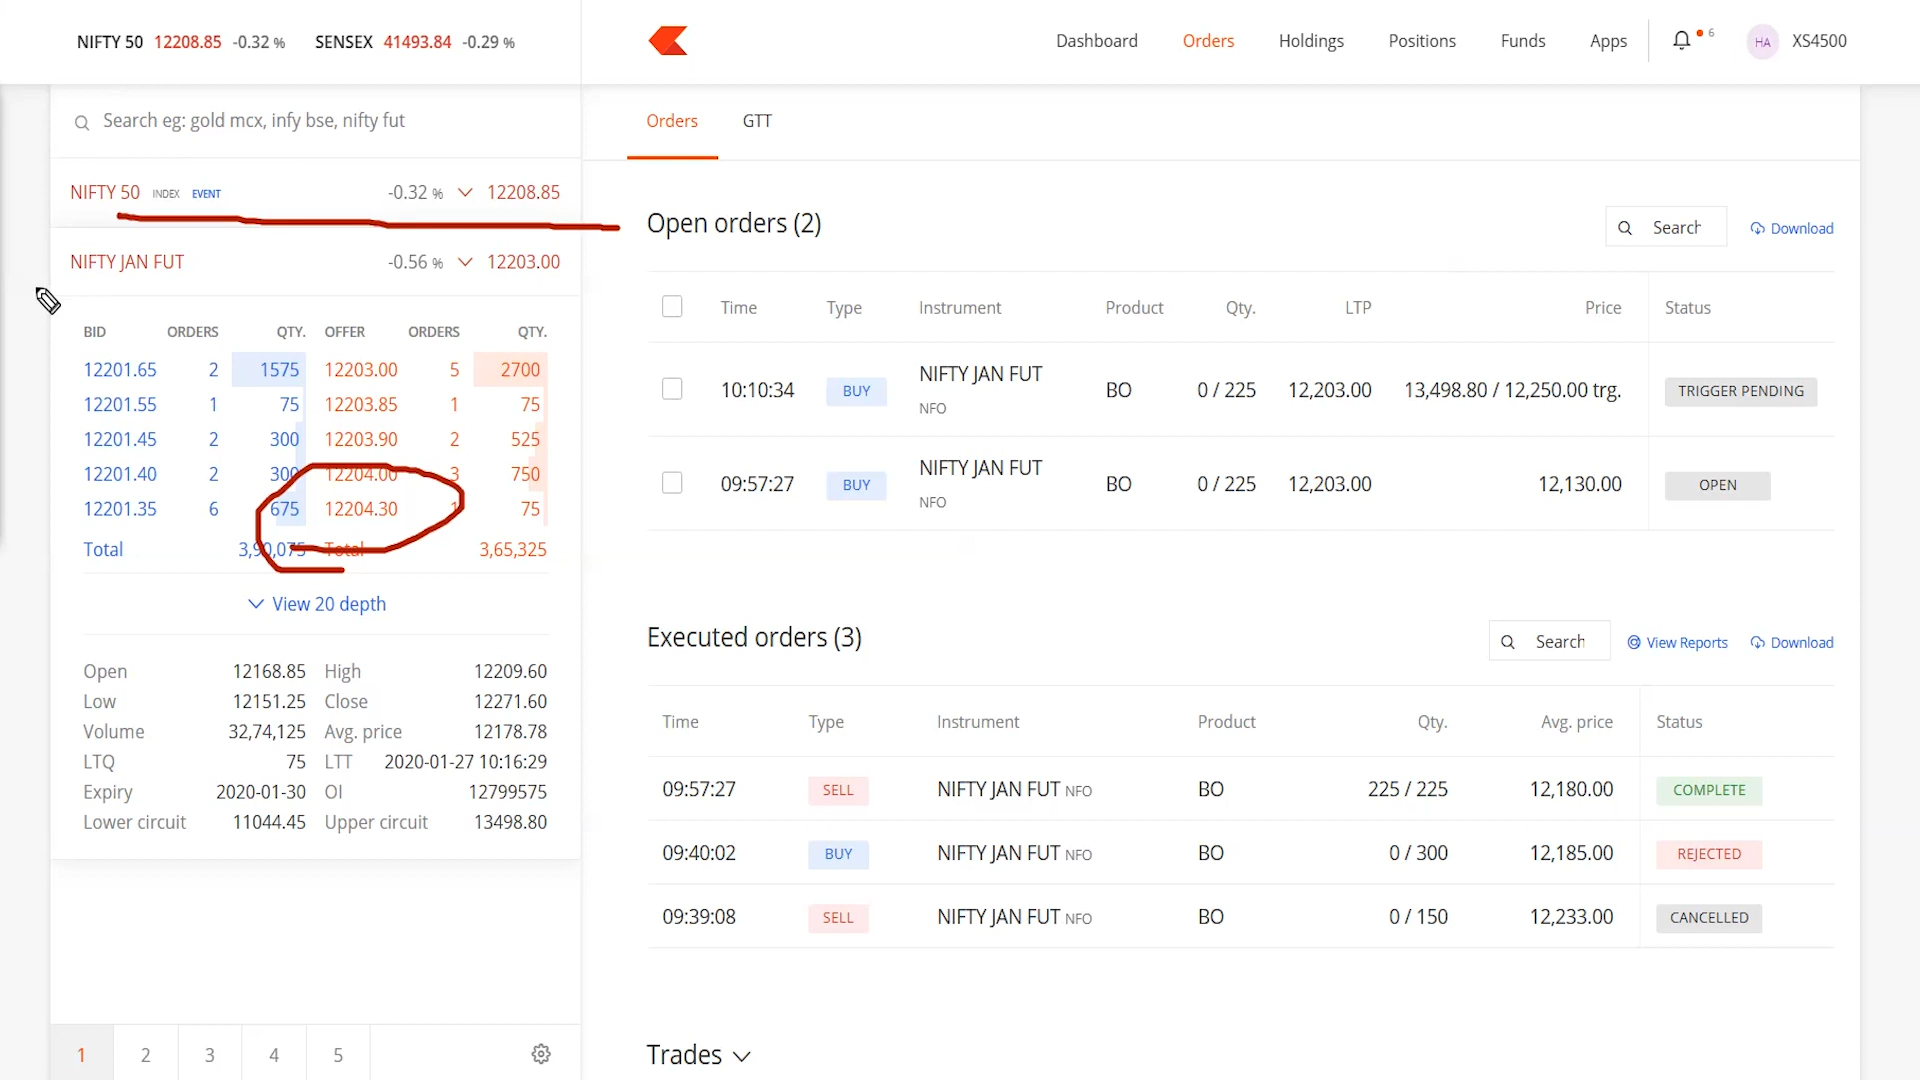 NIFTY 50 12208.85 -0.32 % SENSEX 41493.84 -0.29 %
Dashboard Orders Holdings Positions Funds Apps 6 HA XS4500
Search eg: gold mcx, infy bse, nifty fut
NIFTY 50 INDEX EVENT -0.32 % 12208.85
NIFTY JAN FUT -0.56 % 12203.00
BID ORDERS QTY. OFFER ORDERS QTY.
12201.65 2 1575 12203.00 5 2700
12201.55 1 75 12203.85 1 75
12201.45 2 300 12203.90 2 525
12201.40 2 300 12204.00 3 750
12201.35 6 675 12204.30 1 75
Total 3,90,075 Total 3,65,325
View 20 depth
Open 12168.85 High 12209.60
Low 12151.25 Close 12271.60
Volume 32,74,125 Avg. price 12178.78
LTQ 75 LTT 2020-01-27 10:16:29
Expiry 2020-01-30 OI 12799575
Lower circuit 11044.45 Upper circuit 13498.80
1 2 3 4 5
Orders GTT
Open orders (2) Search Download
Time Type Instrument Product Qty. LTP Price Status
10:10:34 BUY NIFTY JAN FUT NFO BO 0 / 225 12,203.00 13,498.80 / 12,250.00 trg. TRIGGER PENDING
09:57:27 BUY NIFTY JAN FUT NFO BO 0 / 225 12,203.00 12,130.00 OPEN
Executed orders (3) Search View Reports Download
Time Type Instrument Product Qty. Avg. price Status
09:57:27 SELL NIFTY JAN FUT NFO BO 225 / 225 12,180.00 COMPLETE
09:40:02 BUY NIFTY JAN FUT NFO BO 0 / 300 12,185.00 REJECTED
09:39:08 SELL NIFTY JAN FUT NFO BO 0 / 150 12,233.00 CANCELLED
Trades